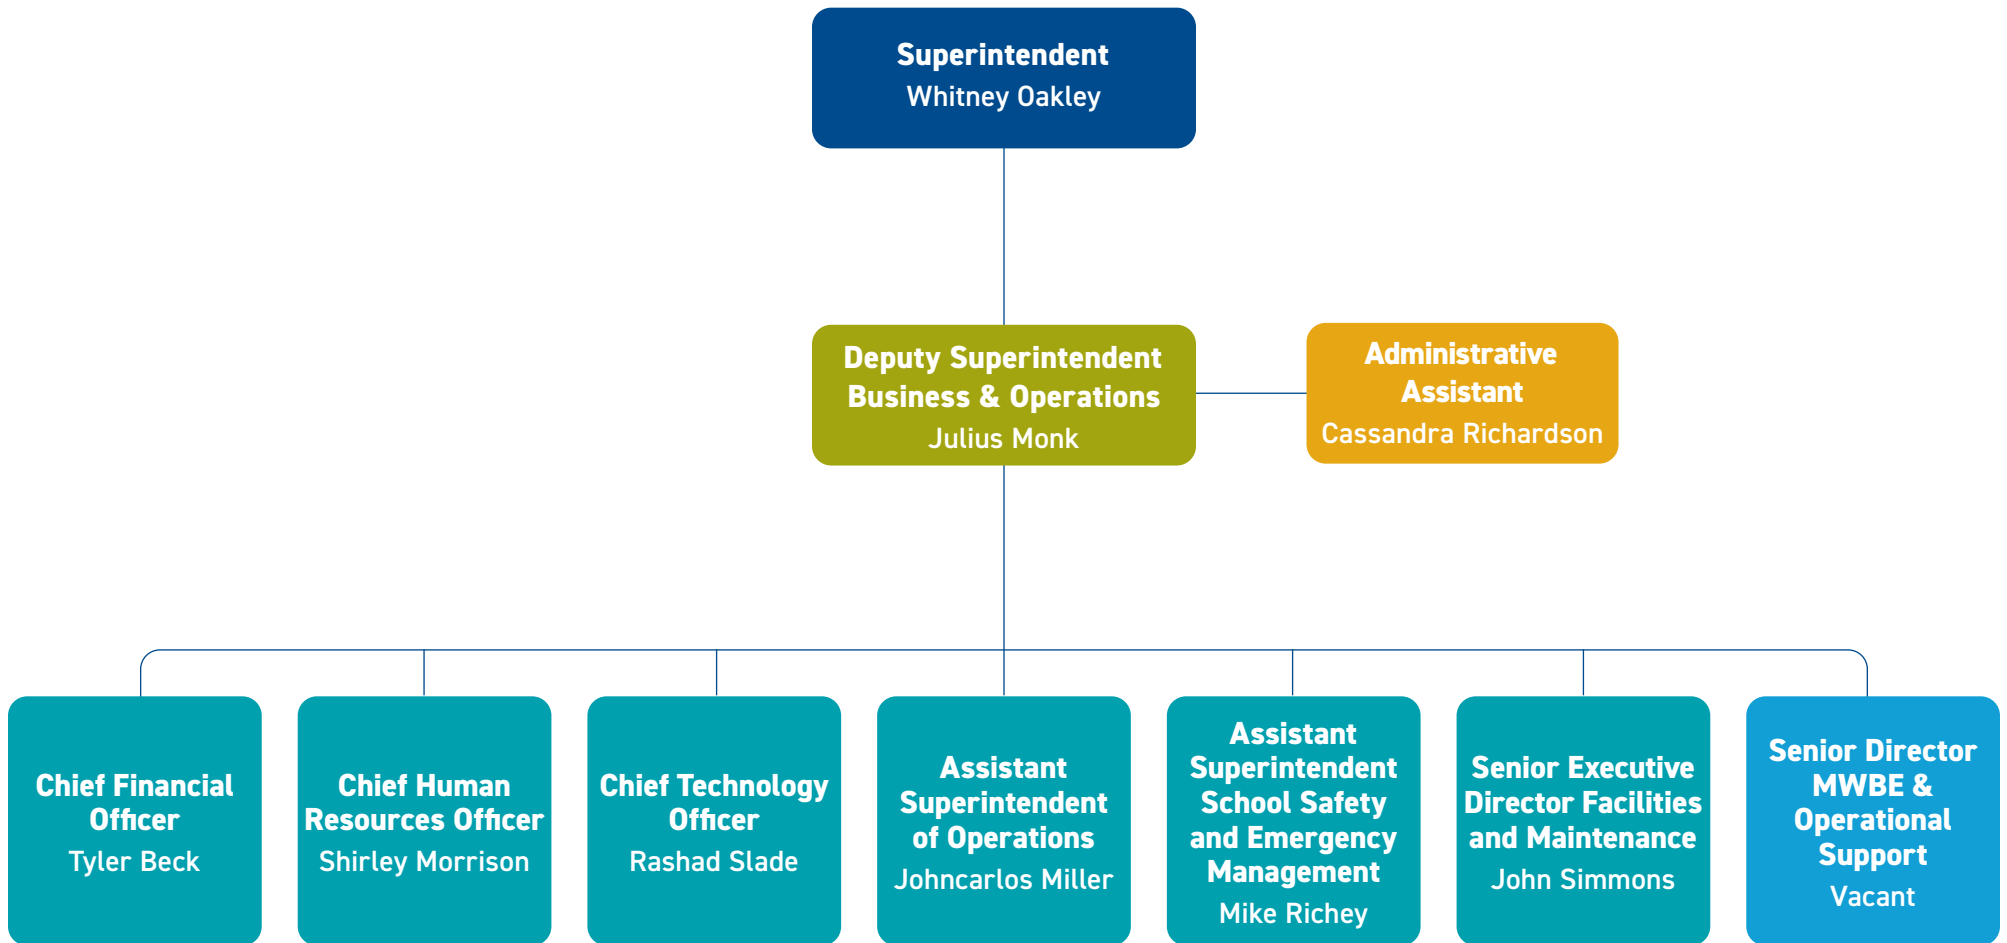 Superintendent
Whitney Oakley
Deputy Superintendent
Business & Operations
Julius Monk
Administrative
Assistant
Cassandra Richardson
Chief Financial
Officer
Tyler Beck
Chief Human
Resources Officer
Shirley Morrison
Chief Technology
Officer
Rashad Slade
Assistant
Superintendent
of Operations
Johncarlos Miller
Assistant
Superintendent
School Safety
and Emergency
Management
Mike Richey
Senior Executive
Director Facilities
and Maintenance
John Simmons
Senior Director
MWBE &
Operational
Support
Vacant